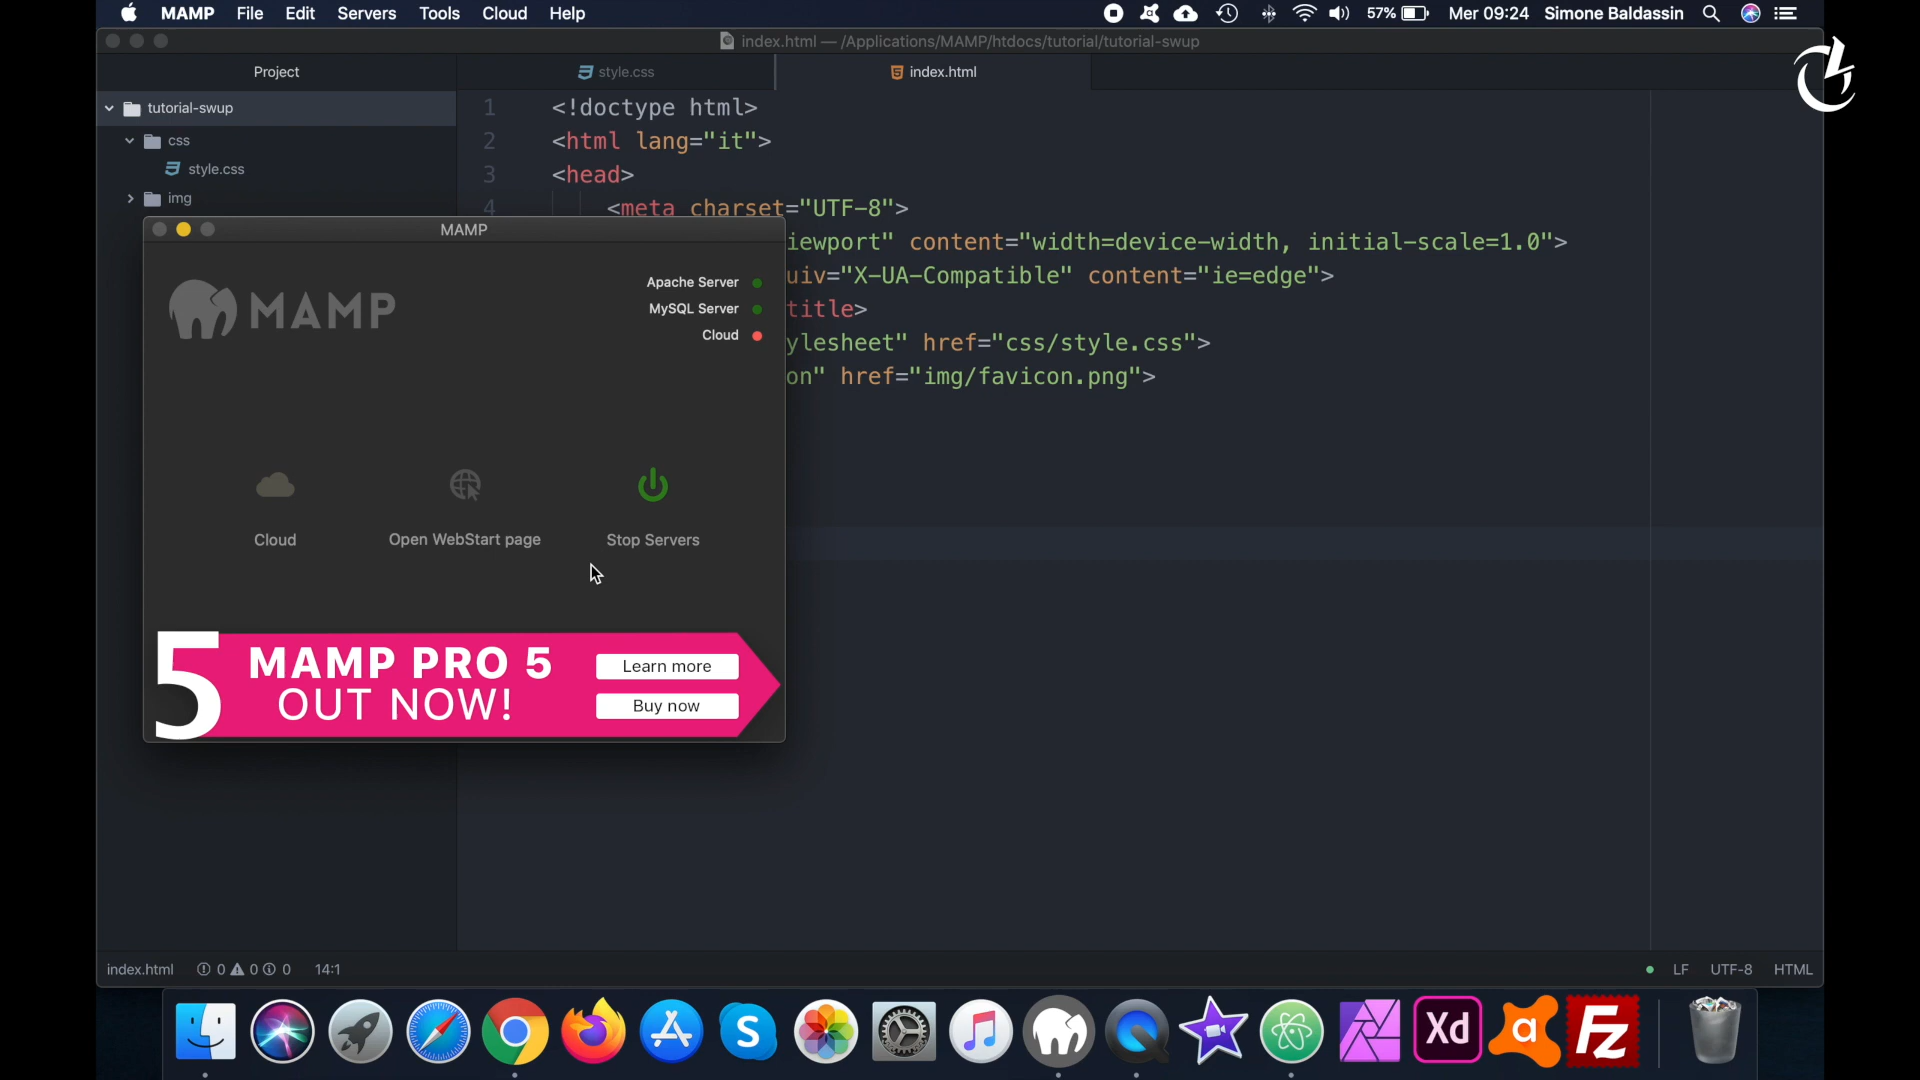 MAMP File Edit Servers Tools Cloud Help 57% Mer 09:24 Simone Baldassin
index.html — /Applications/MAMP/htdocs/tutorial/tutorial-swup
Project style.css index.html
tutorial-swup
css
style.css
img
1 <!doctype html>
2 <html lang="it">
3 <head>
4 <meta charset="UTF-8">
iewport" content="width=device-width, initial-scale=1.0">
uiv="X-UA-Compatible" content="ie=edge">
title>
ylesheet" href="css/style.css">
on" href="img/favicon.png">
MAMP
MAMP
Apache Server
MySQL Server
Cloud
Cloud Open WebStart page Stop Servers
5 MAMP PRO 5
OUT NOW!
Learn more
Buy now
index.html 0 0 0 14:1 LF UTF-8 HTML
S Xd a Fz